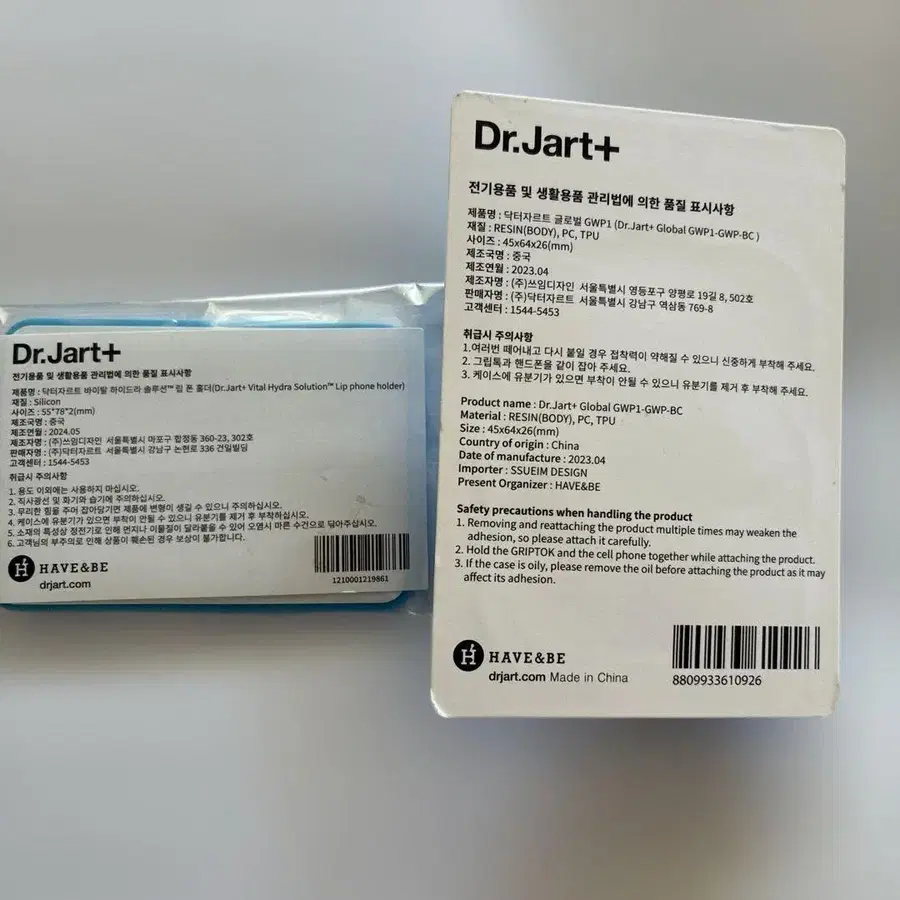 Dr.Jart+
전기용품 및 생활용품 관리법에 의한 품질 표시사항
제품명 : 닥터자르트 바이탈 하이드라 솔루션™ 립 폰 홀더(Dr.Jart+ Vital Hydra Solution™ Lip phone holder)
재질 : Silicon
사이즈 : 55*78*2(mm)
제조국명 : 중국
제조연월 : 2024.05
제조자명 : (주)쓰임디자인 서울특별시 마포구 합정동 360-23, 302호
판매자명 : (주)닥터자르트 서울특별시 강남구 논현로 336 건일빌딩
고객센터 : 1544-5453
취급시 주의사항
1. 용도 이외에는 사용하지 마십시오.
2. 직사광선 및 화기와 습기에 주의하십시오.
3. 무리한 힘을 주어 잡아당기면 제품에 변형이 생길 수 있으니 주의하십시오.
4. 케이스에 유분기가 있으면 부착이 안될 수 있으니 유분기를 제거 후 부착하십시오.
5. 소재의 특성상 정전기로 인해 먼지나 이물질이 달라붙을 수 있어 오염시 마른 수건으로 닦아주십시오.
6. 고객님의 부주의로 인해 상품이 훼손된 경우 보상이 불가합니다.
HAVE&BE
drjart.com
1210001219861
Dr.Jart+
전기용품 및 생활용품 관리법에 의한 품질 표시사항
제품명 : 닥터자르트 글로벌 GWP1 (Dr.Jart+ Global GWP1-GWP-BC )
재질 : RESIN(BODY), PC, TPU
사이즈 : 45x64x26(mm)
제조국명 : 중국
제조연월 : 2023.04
제조자명 : (주)쓰임디자인 서울특별시 영등포구 양평로 19길 8, 502호
판매자명 : (주)닥터자르트 서울특별시 강남구 역삼동 769-8
고객센터 : 1544-5453
취급시 주의사항
1.여러번 떼어내고 다시 붙일 경우 접착력이 약해질 수 있으니 신중하게 부착해 주세요.
2. 그립톡과 핸드폰을 같이 잡아 주세요.
3. 케이스에 유분기가 있으면 부착이 안될 수 있으니 유분기를 제거 후 부착해 주세요.
Product name : Dr.Jart+ Global GWP1-GWP-BC
Material : RESIN(BODY), PC, TPU
Size : 45x64x26(mm)
Country of origin : China
Date of manufacture : 2023.04
Importer : SSUEIM DESIGN
Present Organizer : HAVE&BE
Safety precautions when handling the product
1. Removing and reattaching the product multiple times may weaken the
adhesion, so please attach it carefully.
2. Hold the GRIPTOK and the cell phone together while attaching the product.
3. If the case is oily, please remove the oil before attaching the product as it may
affect its adhesion.
HAVE&BE
drjart.com Made in China
8809933610926